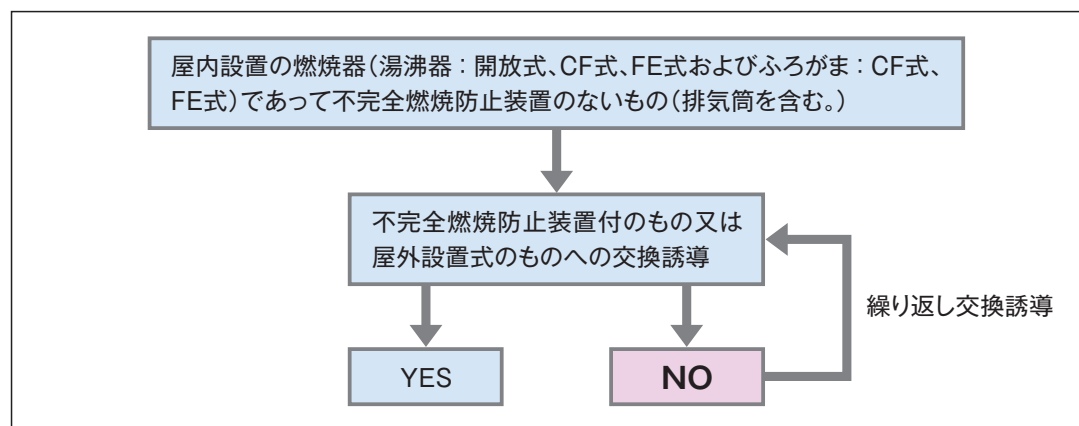 屋内設置の燃焼器(湯沸器：開放式、CF式、FE式およびふろがま：CF式、
FE式)であって不完全燃焼防止装置のないもの(排気筒を含む。)
不完全燃焼防止装置付のもの又は
屋外設置式のものへの交換誘導
繰り返し交換誘導
YES
NO